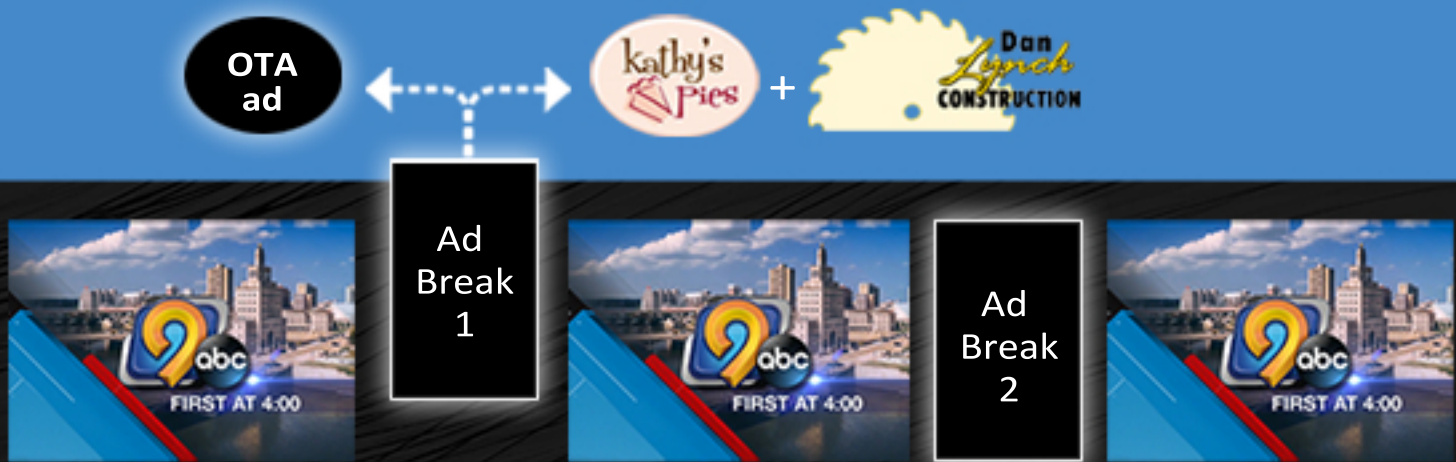 OTA
ad
kathy's
Pies
+
Dan
Lynch
CONSTRUCTION
Ad
Break
1
9 abc
FIRST AT 4:00
9 abc
FIRST AT 4:00
Ad
Break
2
9 abc
FIRST AT 4:00